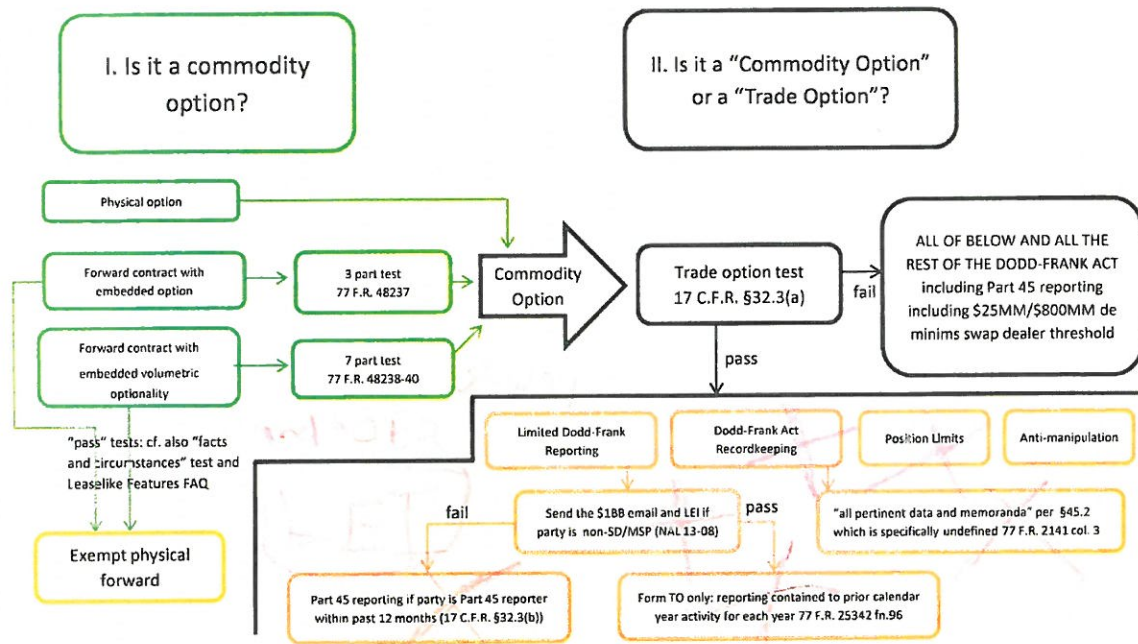 I. Is it a commodity
option?
II. Is it a "Commodity Option"
or a "Trade Option"?
Physical option
Forward contract with
embedded option
3 part test
77 F.R. 48237
Forward contract with
embedded volumetric
optionality
7 part test
77 F.R. 48238-40
Commodity
Option
Trade option test
17 C.F.R. §32.3(a)
fail
ALL OF BELOW AND ALL THE
REST OF THE DODD-FRANK ACT
including Part 45 reporting
including $25MM/$800MM de
minims swap dealer threshold
pass
"pass" tests: cf. also "facts
and circumstances" test and
Leaselike Features FAQ
Exempt physical
forward
Limited Dodd-Frank
Reporting
Dodd-Frank Act
Recordkeeping
Position Limits
Anti-manipulation
fail
Send the $1BB email and LEI if
party is non-SD/MSP (NAL 13-08)
pass
"all pertinent data and memoranda" per §45.2
which is specifically undefined 77 F.R. 2141 col. 3
Part 45 reporting if party is Part 45 reporter
within past 12 months (17 C.F.R. §32.3(b))
Form TO only: reporting contained to prior calendar
year activity for each year 77 F.R. 25342 fn.96